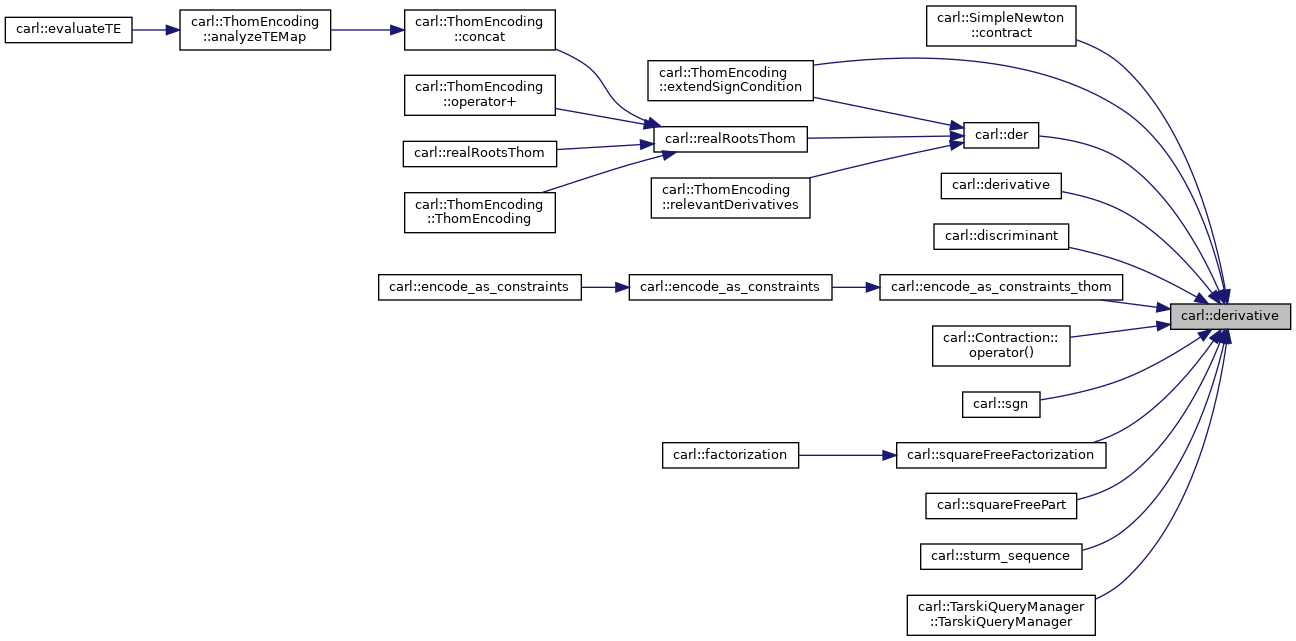 carl::evaluateTE
carl::ThomEncoding
::analyzeTEMap
carl::ThomEncoding
::concat
carl::ThomEncoding
::operator+
carl::realRootsThom
carl::ThomEncoding
::ThomEncoding
carl::ThomEncoding
::extendSignCondition
carl::realRootsThom
carl::ThomEncoding
::relevantDerivatives
carl::SimpleNewton
::contract
carl::der
carl::derivative
carl::discriminant
carl::encode_as_constraints
carl::encode_as_constraints
carl::encode_as_constraints_thom
carl::derivative
carl::Contraction::
operator()
carl::sgn
carl::factorization
carl::squareFreeFactorization
carl::squareFreePart
carl::sturm_sequence
carl::TarskiQueryManager
::TarskiQueryManager